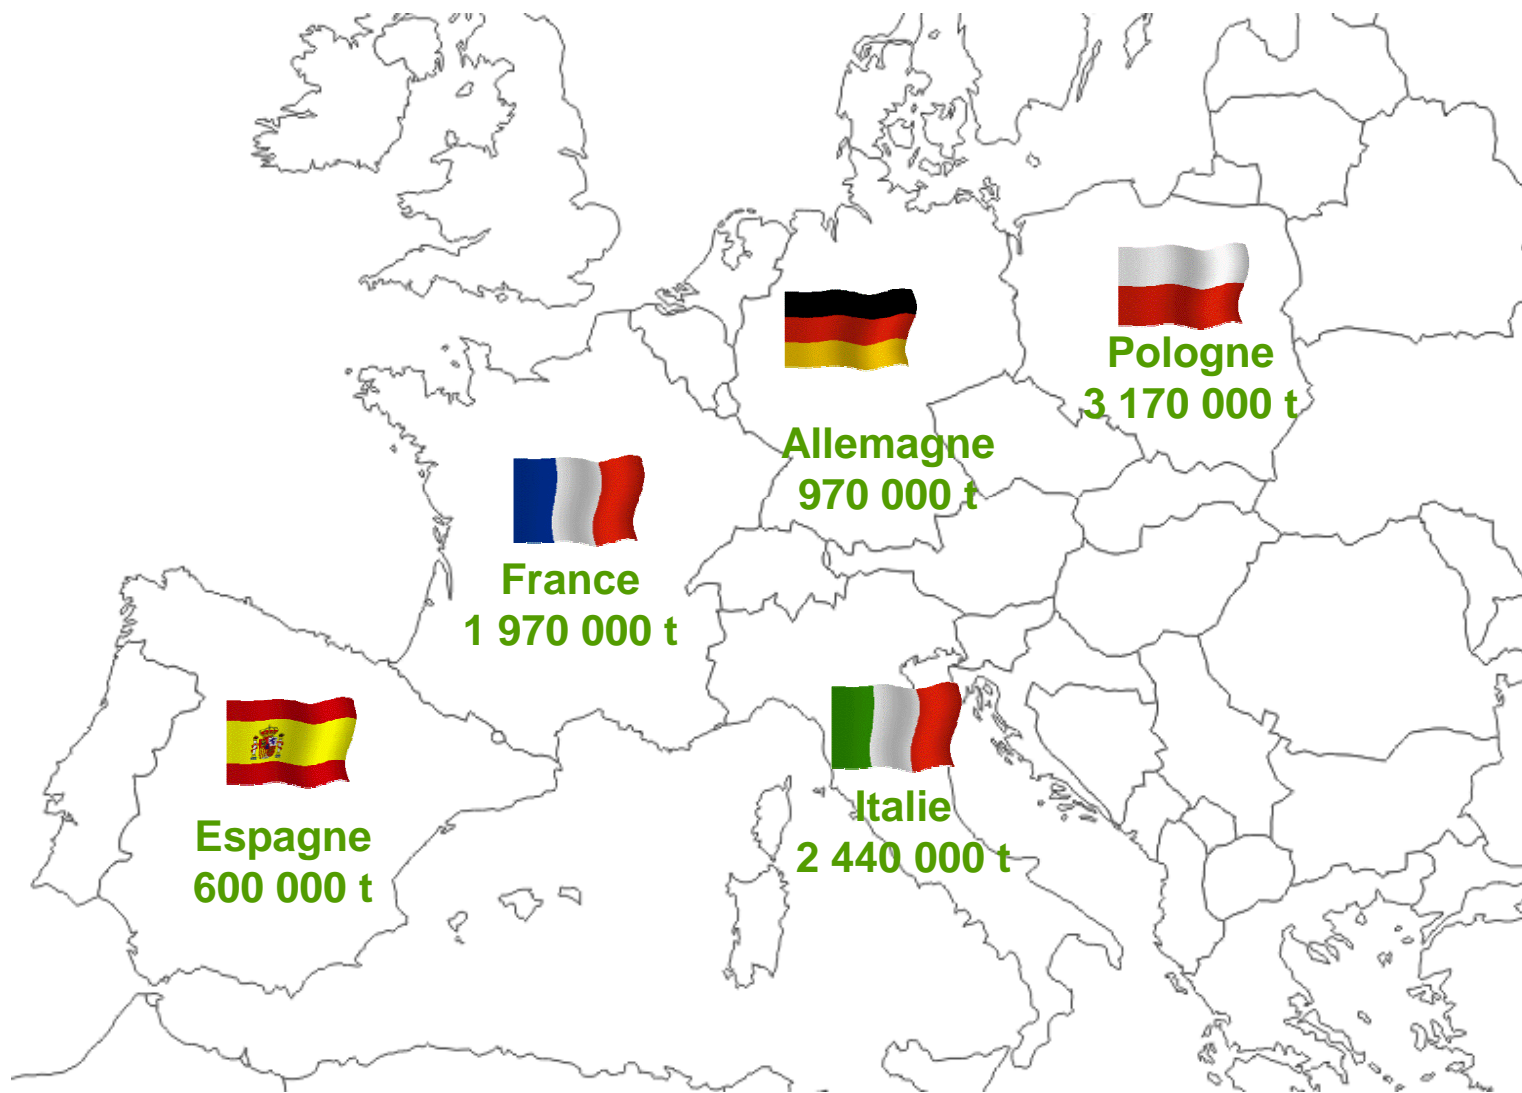 Pologne
3 170 000 t
Allemagne
970 000 t
France
1 970 000 t
Italie
2 440 000 t
Espagne
600 000 t